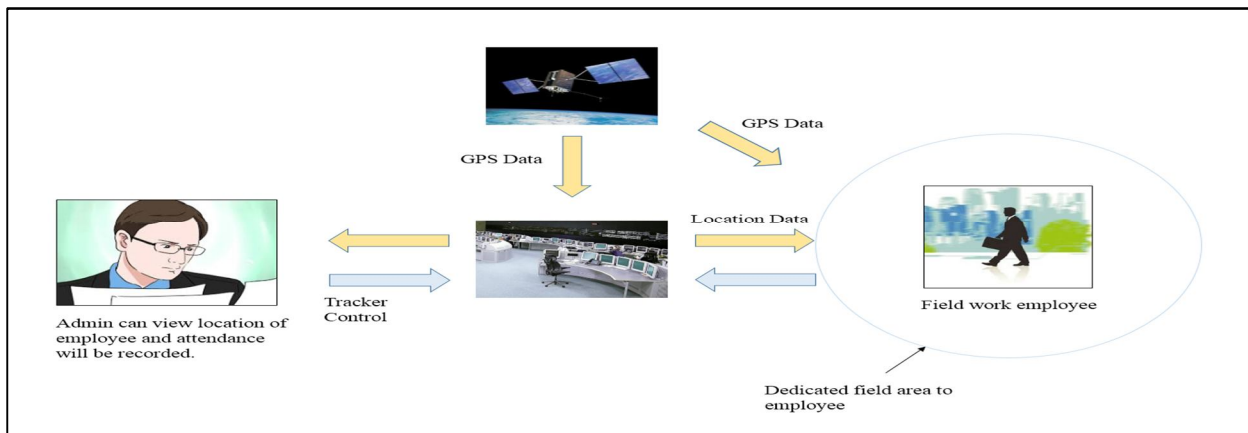 GPS Data
GPS Data
Location Data
Tracker
Control
Field work employee
Admin can view location of
employee and attendance
will be recorded.
Dedicated field area to
employee